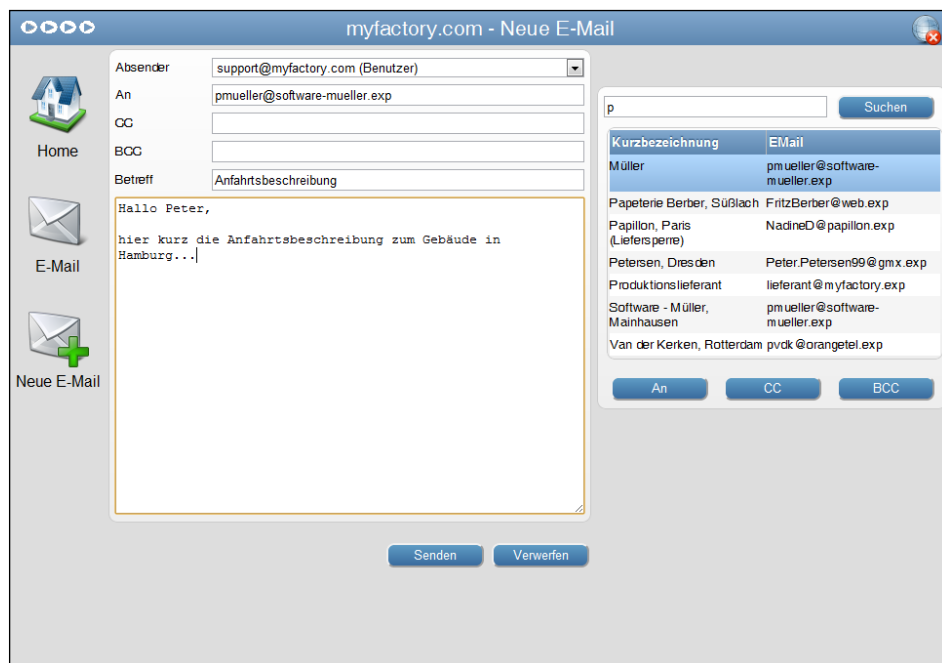 myfactory.com - Neue E-Mail
Home
E-Mail
Neue E-Mail
Absender support@myfactory.com (Benutzer)
An pmueller@software-mueller.exp
CC
BCC
Betreff Anfahrtsbeschreibung
Hallo Peter,
hier kurz die Anfahrtsbeschreibung zum Gebäude in
Hamburg...
Senden Verwerfen
p Suchen
Kurzbezeichnung EMail
Müller pmueller@software-
mueller.exp
Papeterie Berber, Süßlach FritzBerber@web.exp
Papillon, Paris NadineD@papillon.exp
(Liefersperre)
Petersen, Dresden Peter.Petersen99@gmx.exp
Produktionslieferant lieferant@myfactory.exp
Software - Müller, pmueller@software-
Mainhausen mueller.exp
Van der Kerken, Rotterdam pvdk@orangetel.exp
An CC BCC